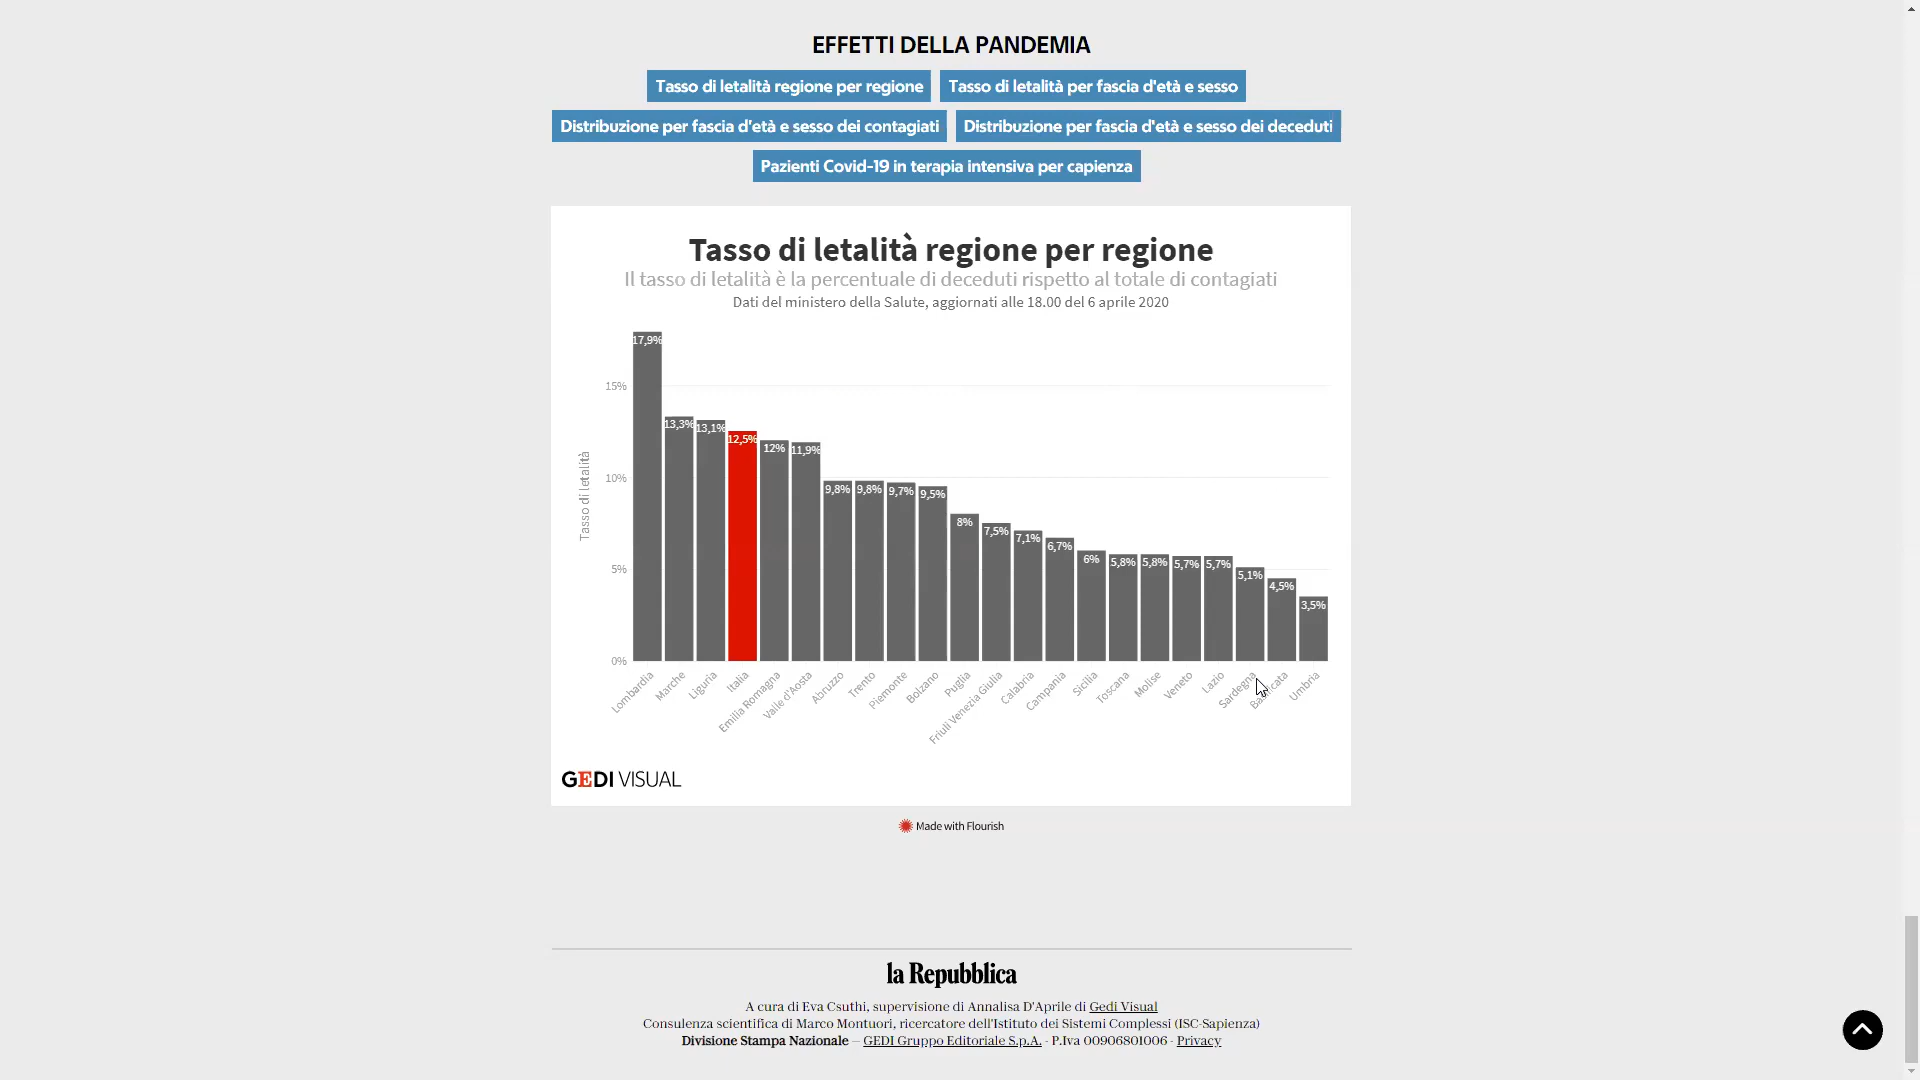 EFFETTI DELLA PANDEMIA
Tasso di letalità regione per regione
Tasso di letalità per fascia d'età e sesso
Distribuzione per fascia d'età e sesso dei contagiati
Distribuzione per fascia d'età e sesso dei deceduti
Pazienti Covid-19 in terapia intensiva per capienza
Tasso di letalità regione per regione
Il tasso di letalità è la percentuale di deceduti rispetto al totale di contagiati
Dati del ministero della Salute, aggiornati alle 18.00 del 6 aprile 2020
Tasso di letalità
15%
10%
5%
0%
17,9%
13,3%
13,1%
12,5%
12%
11,9%
9,8%
9,8%
9,7%
9,5%
8%
7,5%
7,1%
6,7%
6%
5,8%
5,8%
5,7%
5,7%
5,1%
4,5%
3,5%
Lombardia
Marche
Liguria
Italia
Emilia Romagna
Valle d'Aosta
Abruzzo
Trento
Piemonte
Bolzano
Puglia
Friuli Venezia Giulia
Calabria
Campania
Sicilia
Toscana
Molise
Veneto
Lazio
Sardegna
Basilicata
Umbria
GEDI VISUAL
Made with Flourish
la Repubblica
A cura di Eva Csuthi, supervisione di Annalisa D'Aprile di Gedi Visual
Consulenza scientifica di Marco Montuori, ricercatore dell'Istituto dei Sistemi Complessi (ISC-Sapienza)
Divisione Stampa Nazionale – GEDI Gruppo Editoriale S.p.A. - P.Iva 00906801006 - Privacy